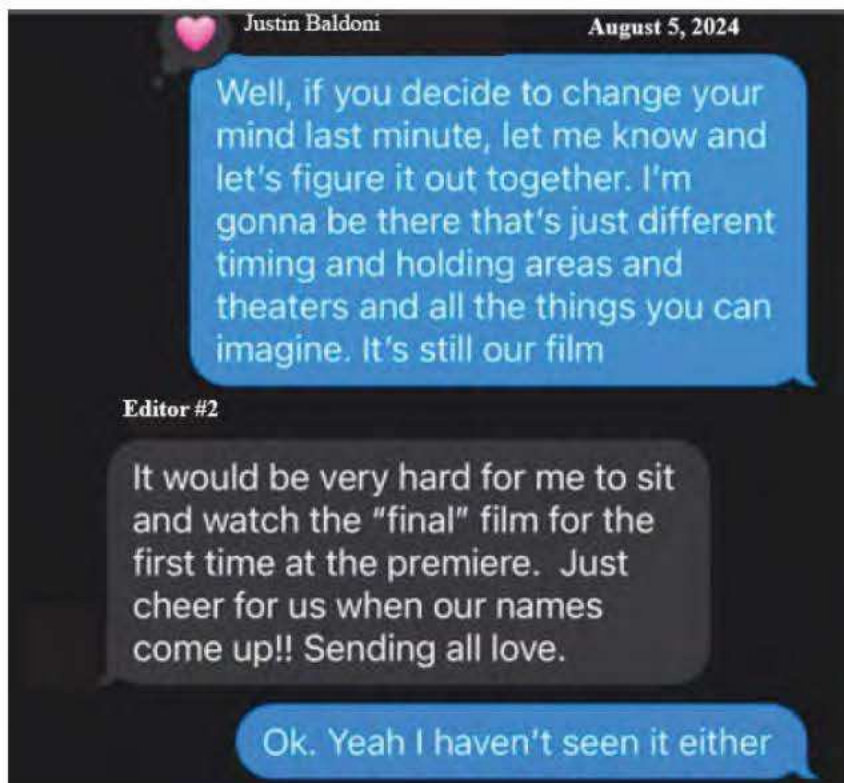 Justin Baldoni August 5, 2024
Well, if you decide to change your
mind last minute, let me know and
let's figure it out together. I'm
gonna be there that's just different
timing and holding areas and
theaters and all the things you can
imagine. It's still our film
Editor #2
It would be very hard for me to sit
and watch the "final" film for the
first time at the premiere.  Just
cheer for us when our names
come up!! Sending all love.
Ok. Yeah I haven't seen it either